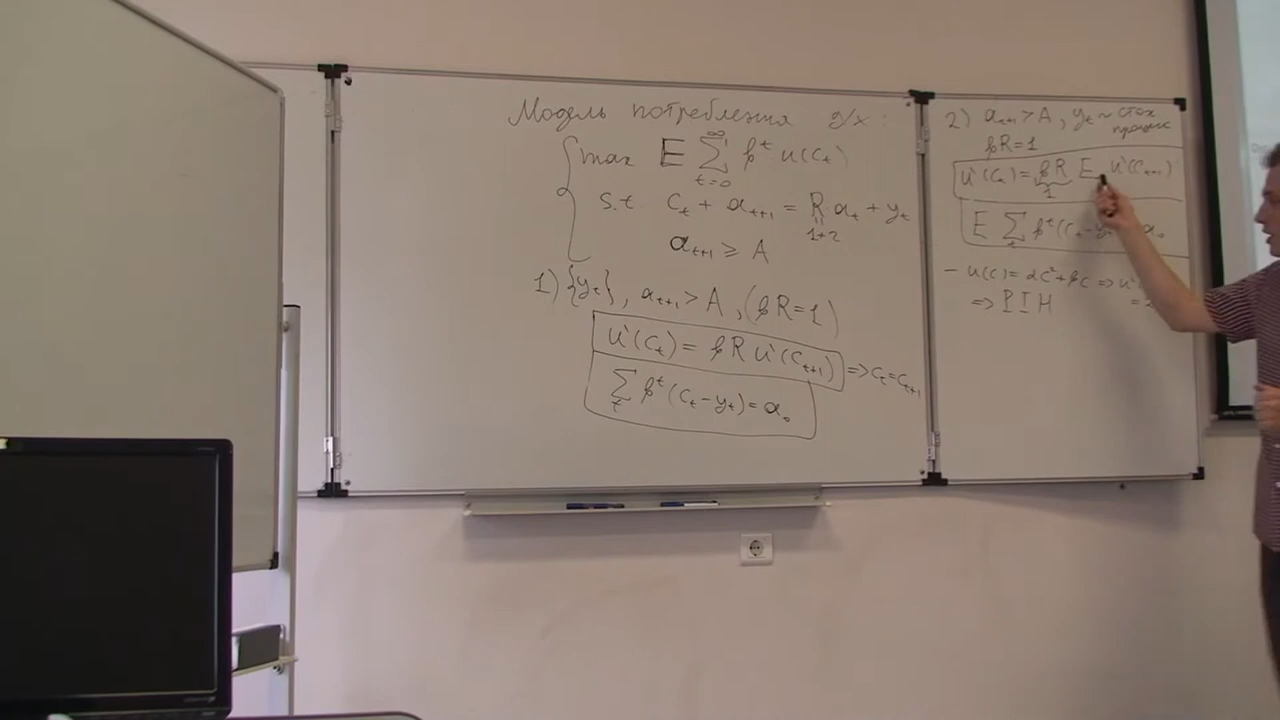 Модель потребления д/х:
max E ∑_{t=0}^{∞} β^t u(c_t)
s.t. c_t + a_{t+1} = R a_t + y_t
1+r
a_{t+1} ⩾ A
1) {y_t}, a_{t+1} > A, (βR=1)
u'(c_t) = βR u'(c_{t+1}) => c_t = c_{t+1}
∑_t β^t (c_t - y_t) = a_0
2) a_{t+1} > A, y_t ~ стох
процесс
βR=1
u'(c_t) = βR E_t u'(c_{t+1})
1
E ∑_t β^t (c_t - y_t a_0
- u(c) = αc² + βc => u'
=> PIH =